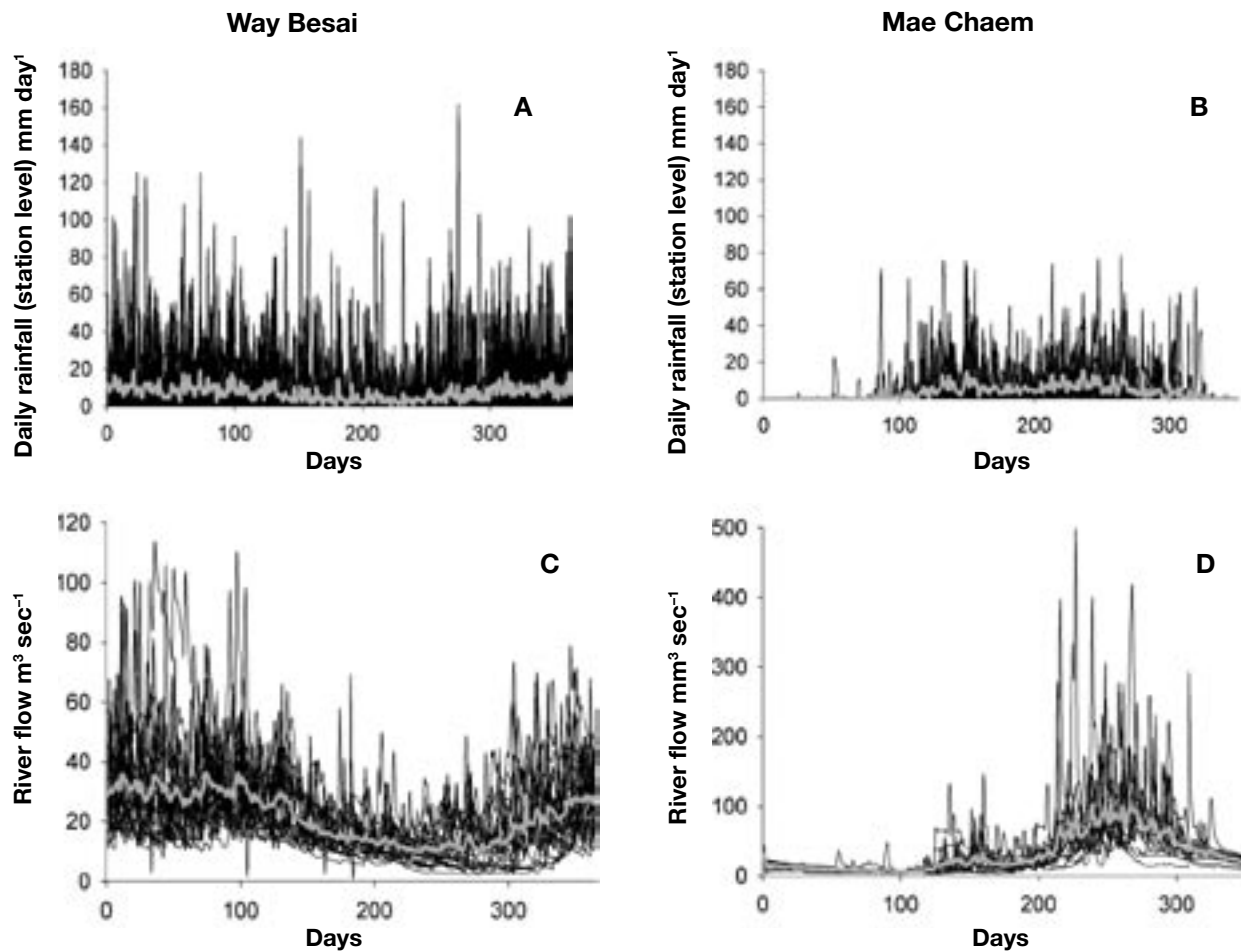 Way Besai
Mae Chaem
Daily rainfall (station level) mm day¹
180
160
140
120
100
80
60
40
20
0
A
0 100 200 300
Days
Daily rainfall (station level) mm day¹
180
160
140
120
100
80
60
40
20
0
B
0 100 200 300
Days
River flow m³ sec⁻¹
120
100
80
60
40
20
0
C
0 100 200 300
Days
River flow mm³ sec⁻¹
500
400
300
200
100
0
D
0 100 200 300
Days